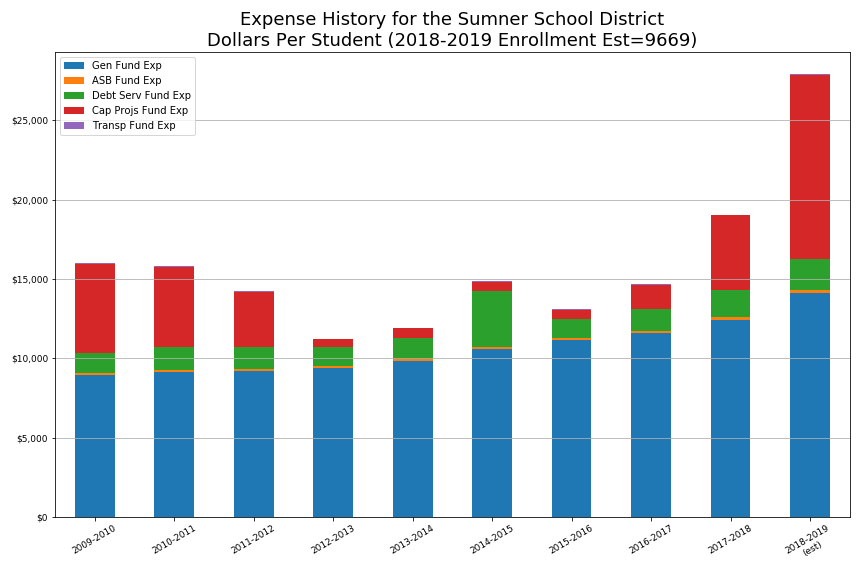 Expense History for the Sumner School District
Dollars Per Student (2018-2019 Enrollment Est=9669)
Gen Fund Exp
ASB Fund Exp
Debt Serv Fund Exp
Cap Projs Fund Exp
Transp Fund Exp
$25,000
$20,000
$15,000
$10,000
$5,000
$0
2009-2010
2010-2011
2011-2012
2012-2013
2013-2014
2014-2015
2015-2016
2016-2017
2017-2018
2018-2019
(est)